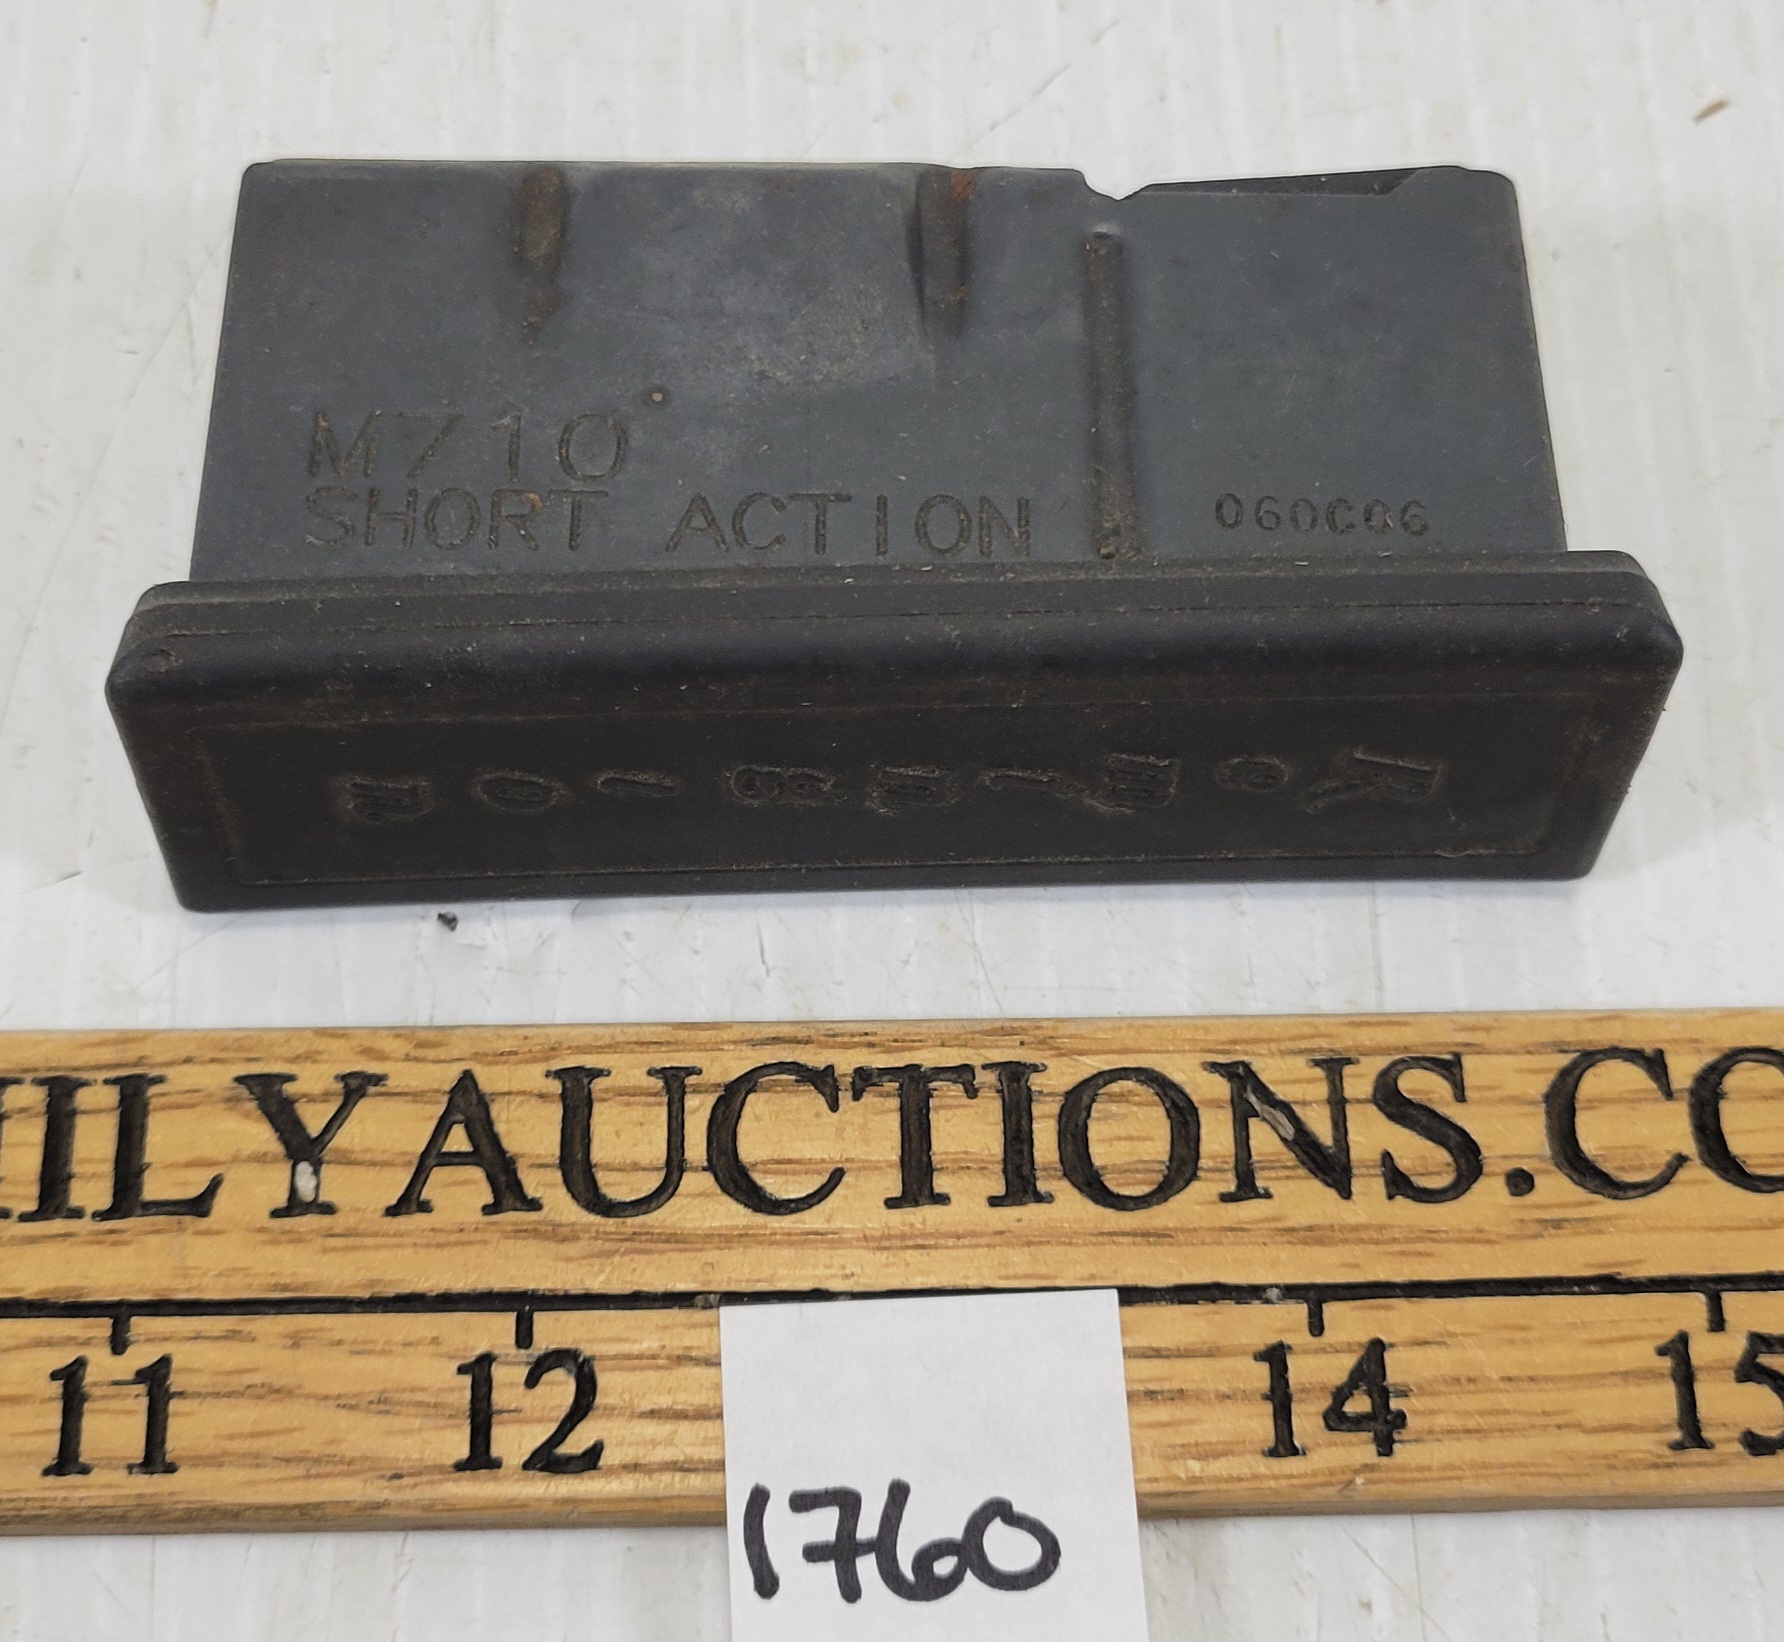 M710
SHORT ACTION
060C06
Remington
ILYAUCTIONS.CO
11 12 14 15
1760